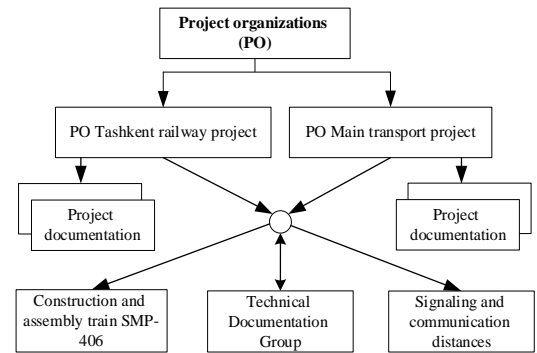 Project organizations
(PO)
PO Tashkent railway project
PO Main transport project
Project
documentation
Project
documentation
Construction and
assembly train SMP-
406
Technical
Documentation
Group
Signaling and
communication
distances